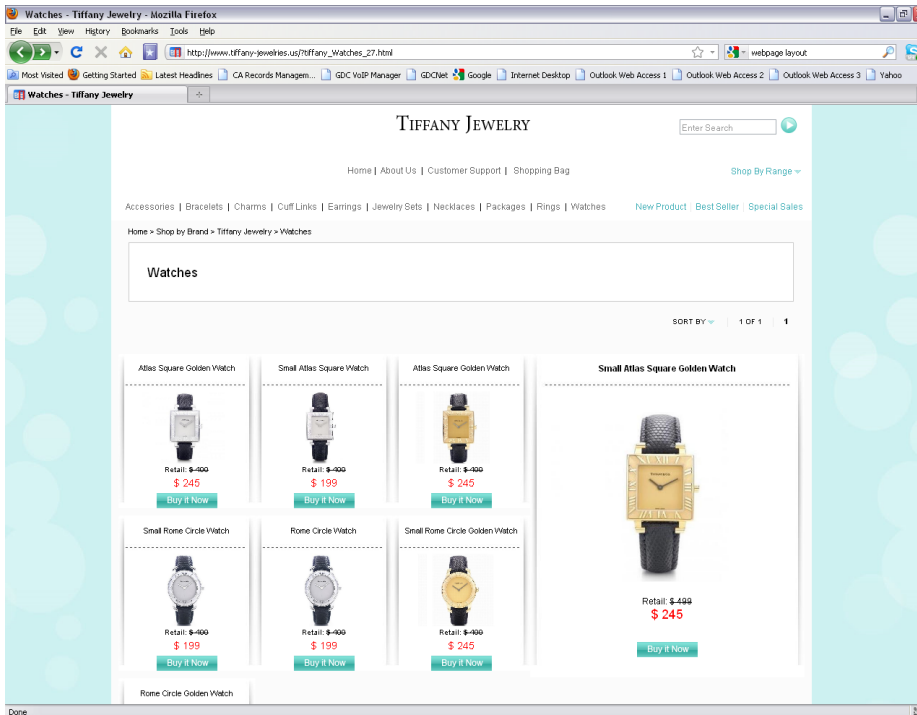 Watches - Tiffany Jewelry - Mozilla Firefox
File Edit View History Bookmarks Tools Help
http://www.tiffany-jewelries.us/?tiffany_Watches_27.html
webpage layout
Most Visited Getting Started Latest Headlines CA Records Managem... GDC VoIP Manager GDCNet Google Internet Desktop Outlook Web Access 1 Outlook Web Access 2 Outlook Web Access 3 Yahoo
Watches - Tiffany Jewelry
TIFFANY JEWELRY
Enter Search
Home | About Us | Customer Support | Shopping Bag
Shop By Range
Accessories | Bracelets | Charms | Cuff Links | Earrings | Jewelry Sets | Necklaces | Packages | Rings | Watches
New Product | Best Seller | Special Sales
Home > Shop by Brand > Tiffany Jewelry > Watches
Watches
SORT BY 1 OF 1 1
Atlas Square Golden Watch
Retail: $ 400
$ 245
Buy it Now
Small Atlas Square Watch
Retail: $ 400
$ 199
Buy it Now
Atlas Square Golden Watch
Retail: $ 400
$ 245
Buy it Now
Small Atlas Square Golden Watch
Retail: $ 499
$ 245
Buy it Now
Small Rome Circle Watch
Retail: $ 400
$ 199
Buy it Now
Rome Circle Watch
Retail: $ 400
$ 199
Buy it Now
Small Rome Circle Golden Watch
Retail: $ 400
$ 245
Buy it Now
Rome Circle Golden Watch
Done